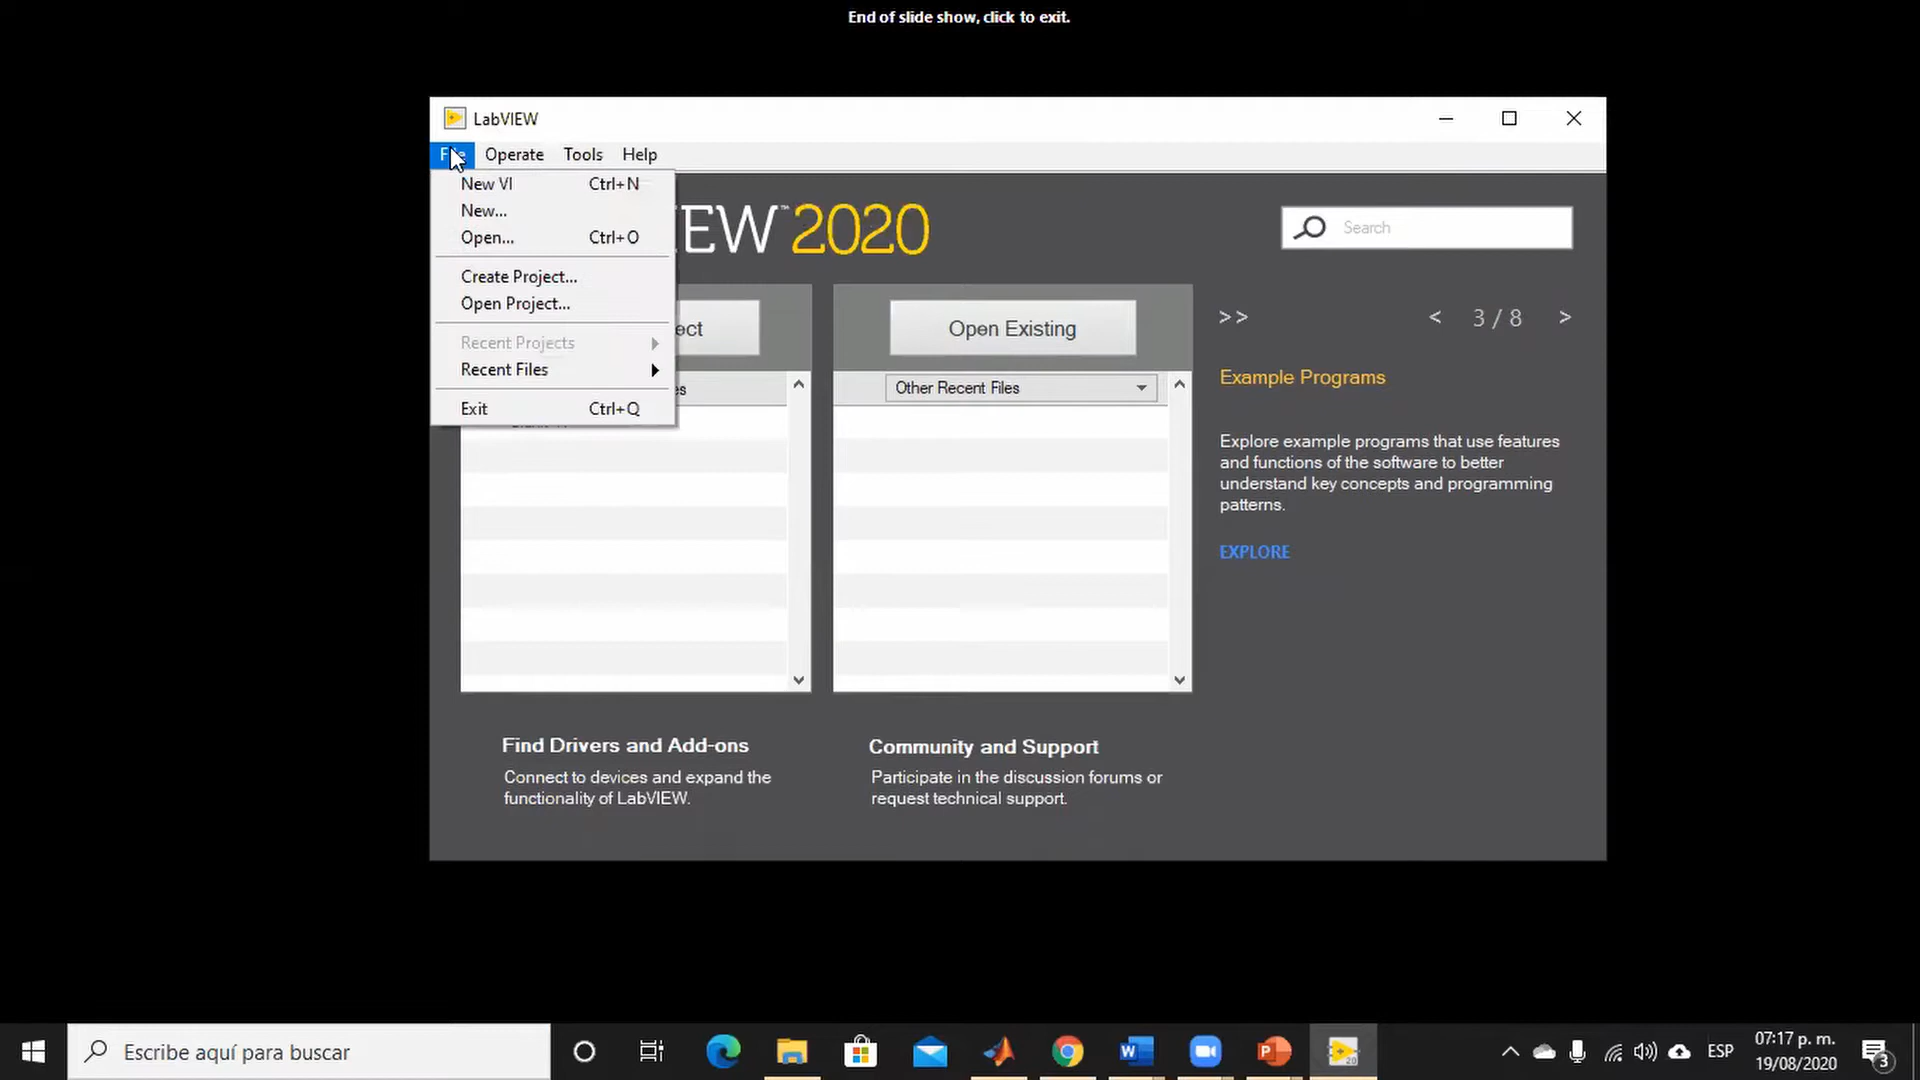 End of slide show, click to exit.
LabVIEW
Operate Tools Help
New VI Ctrl+N
New...
Open... Ctrl+O
Create Project...
Open Project...
Recent Projects
Recent Files
Exit Ctrl+Q
2020
Search
Open Existing
Other Recent Files
>> < 3 / 8 >
Example Programs
Explore example programs that use features
and functions of the software to better
understand key concepts and programming
patterns.
EXPLORE
Find Drivers and Add-ons
Connect to devices and expand the
functionality of LabVIEW.
Community and Support
Participate in the discussion forums or
request technical support.
Escribe aquí para buscar
ESP
07:17 p. m.
19/08/2020
3